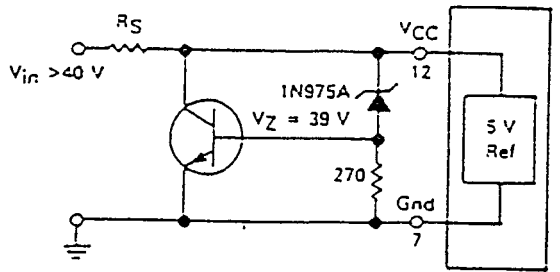 RS
VCC
12
Vin >40 V
1N975A
VZ = 39 V
5 V
Ref
270
Gnd
7